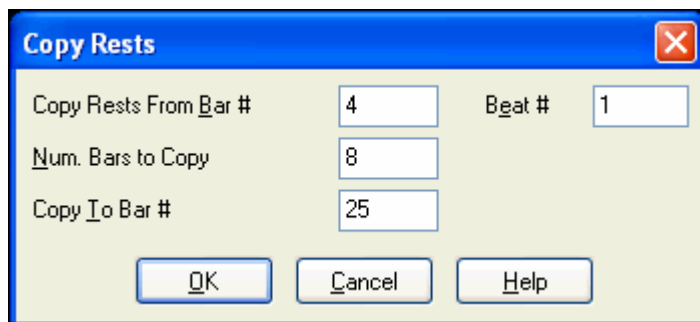 Copy Rests
Copy Rests From Bar # 4 Beat # 1
Num. Bars to Copy 8
Copy To Bar # 25
OK Cancel Help